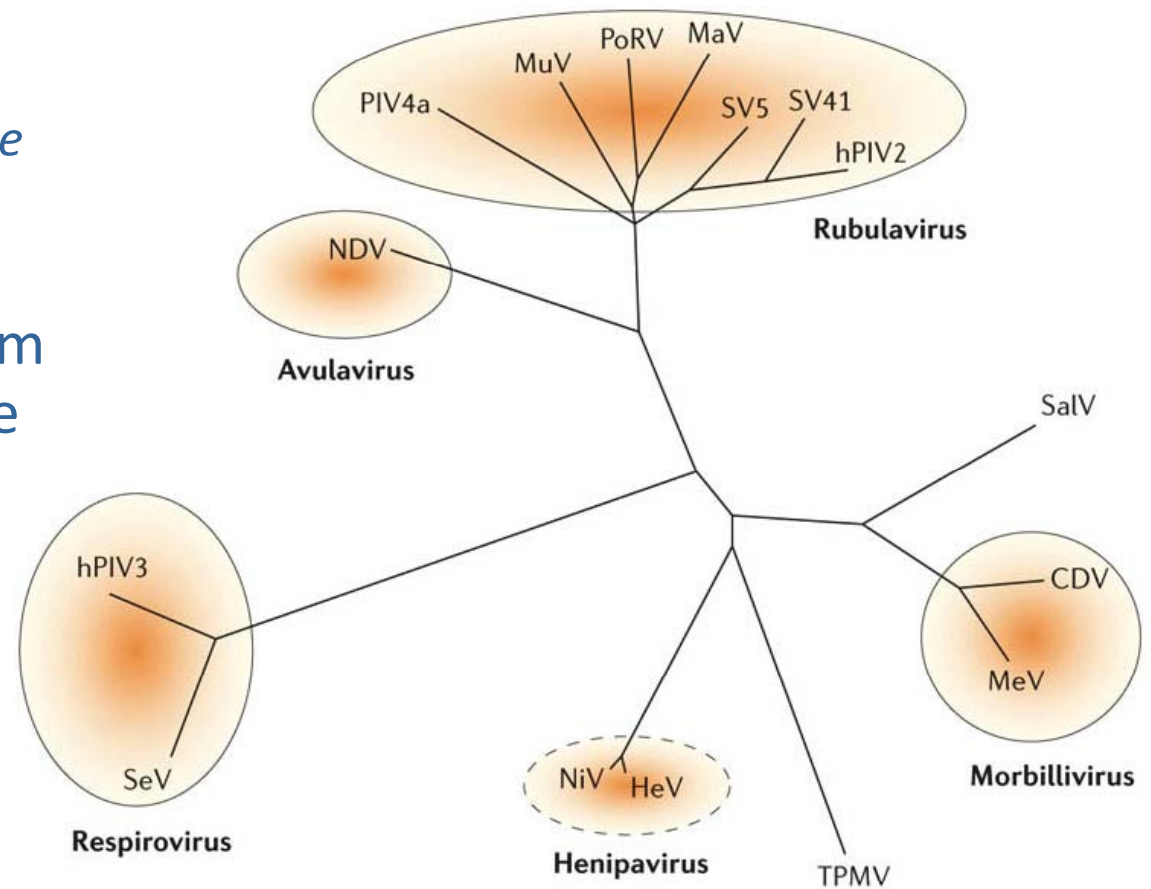 e
m
e
PIV4a
MuV
PoRV
MaV
SV5
SV41
hPIV2
Rubulavirus
NDV
Avulavirus
SalV
CDV
MeV
Morbillivirus
hPIV3
SeV
Respirovirus
NiV
HeV
Henipavirus
TPMV